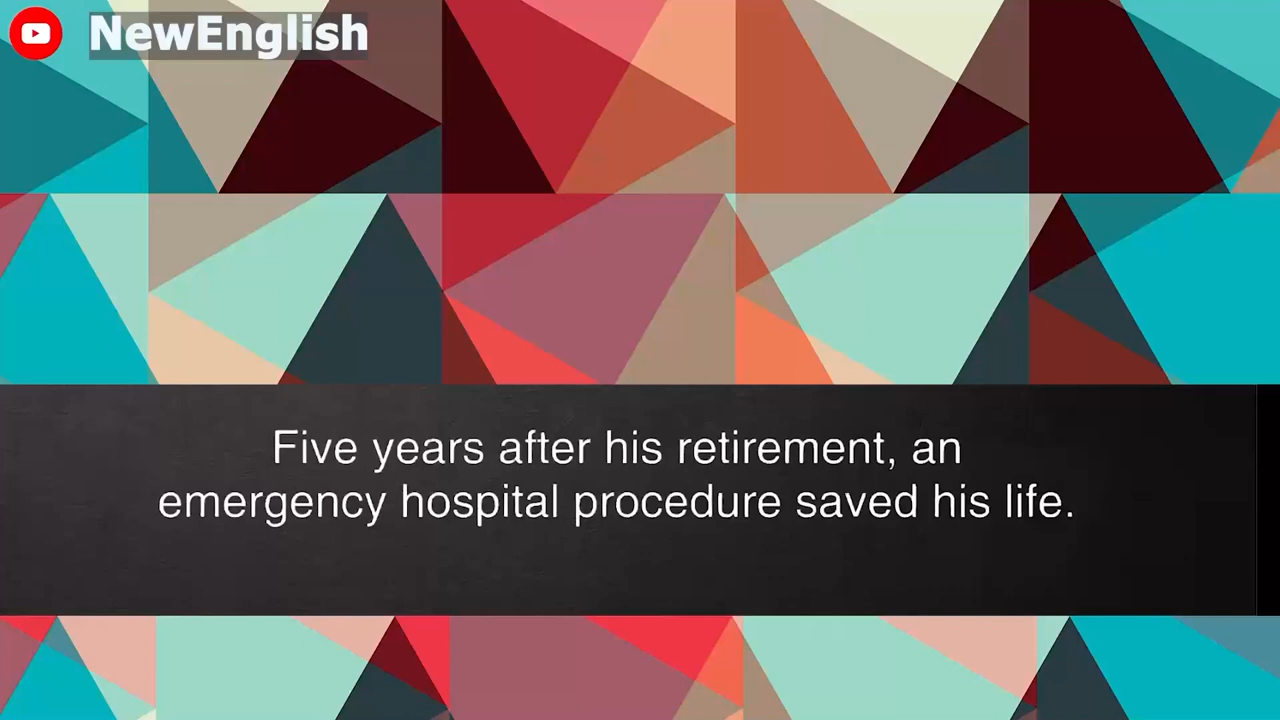 NewEnglish
Five years after his retirement, an
emergency hospital procedure saved his life.